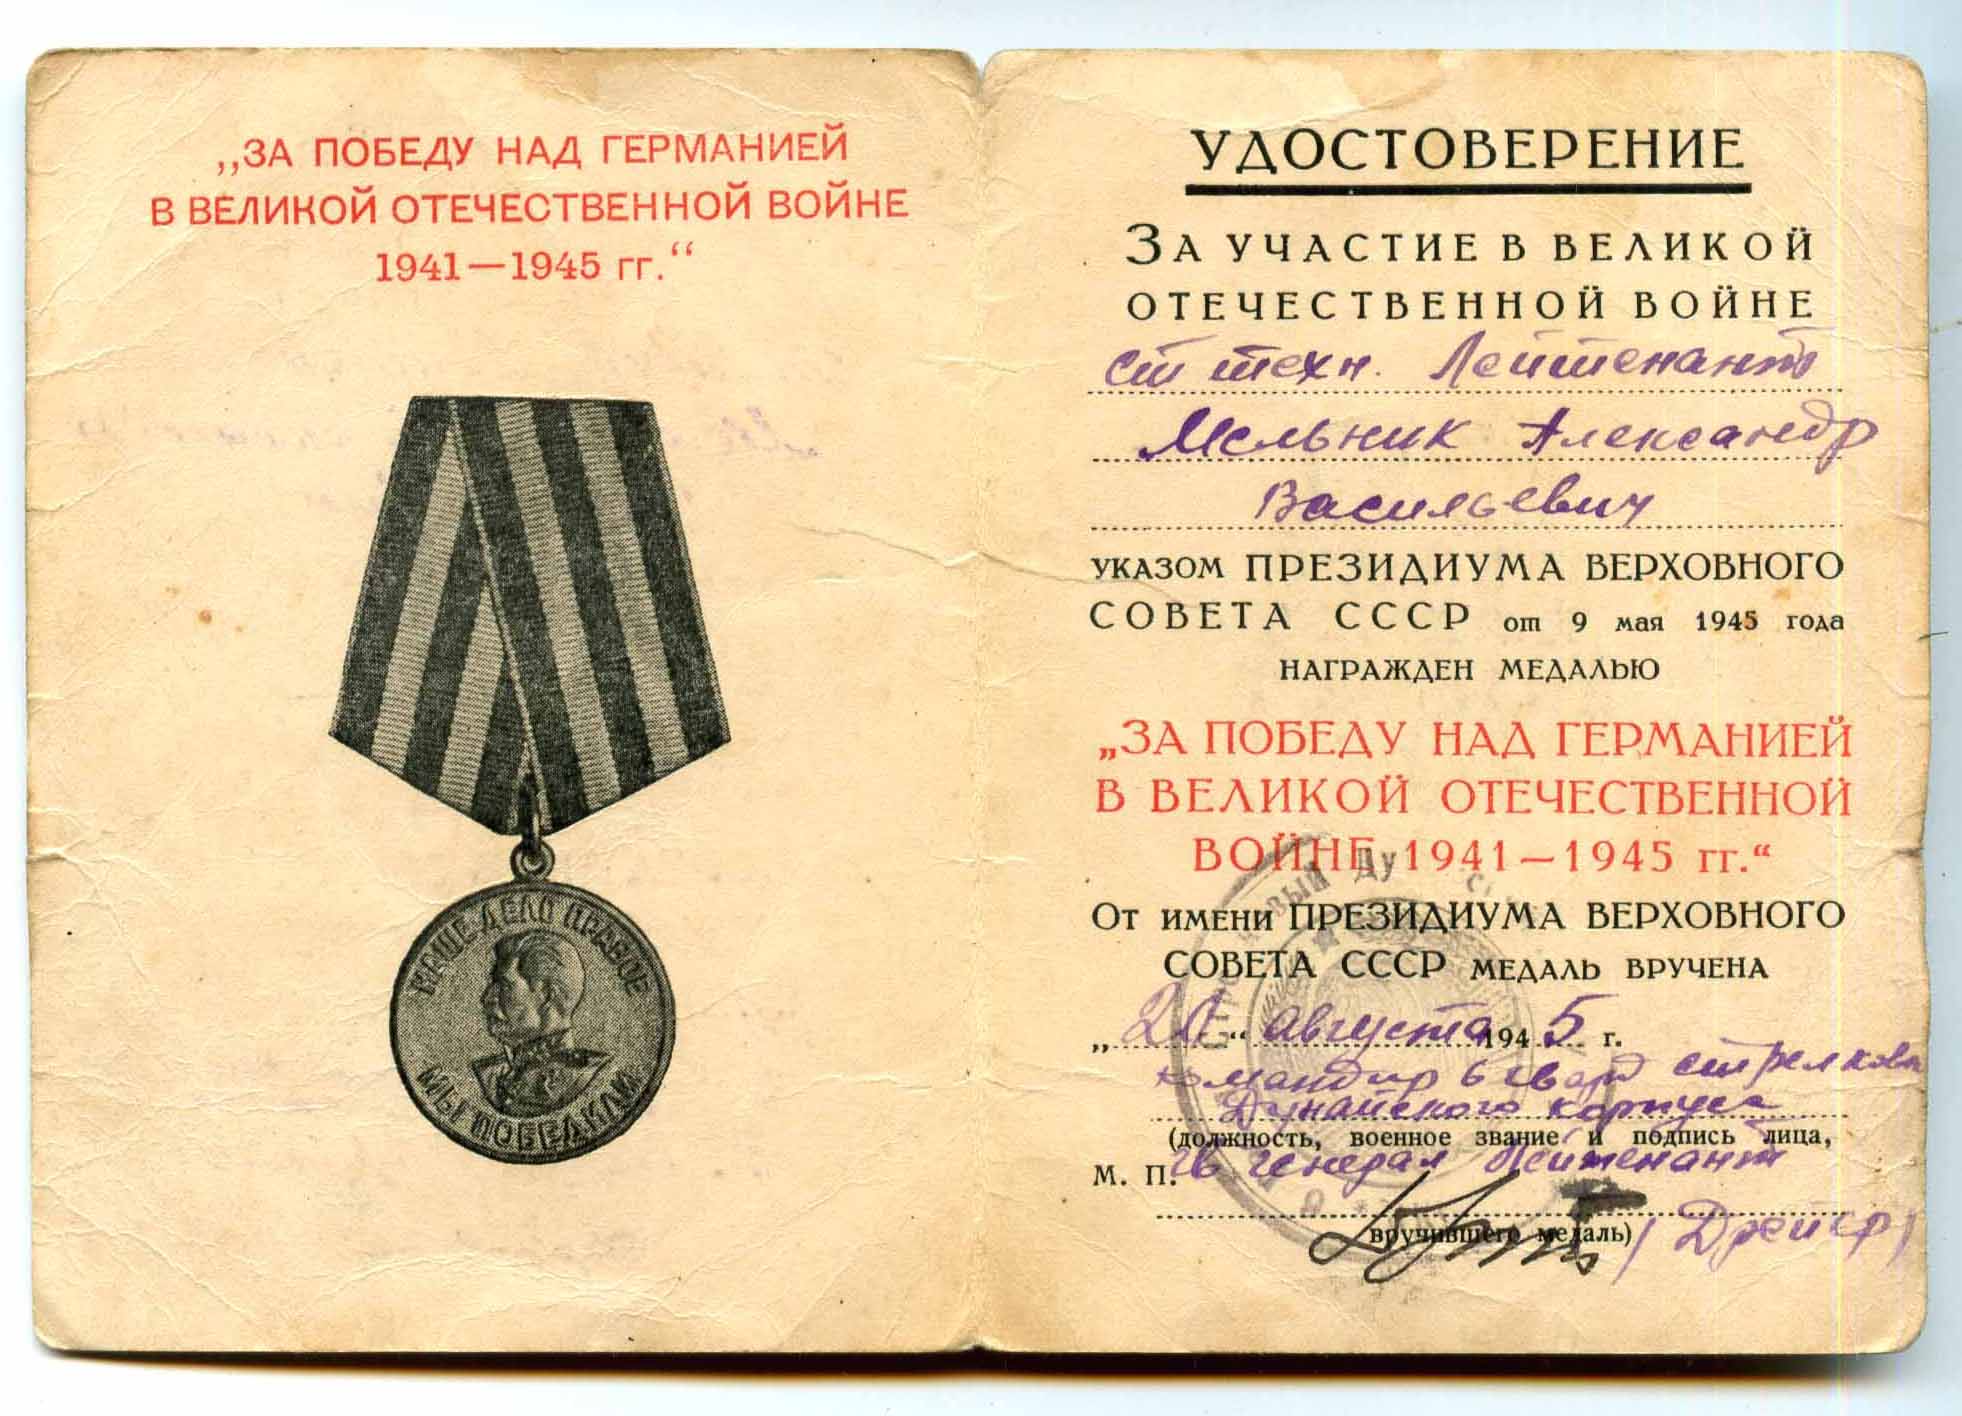 „ЗА ПОБЕДУ НАД ГЕРМАНИЕЙ
В ВЕЛИКОЙ ОТЕЧЕСТВЕННОЙ ВОЙНЕ
1941—1945 гг.“
НАШЕ ДЕЛО ПРАВОЕ
МЫ ПОБЕДИЛИ
УДОСТОВЕРЕНИЕ
ЗА УЧАСТИЕ В ВЕЛИКОЙ
ОТЕЧЕСТВЕННОЙ ВОЙНЕ
ст техн. Лейтенант
Мельник Александр
Васильевич
УКАЗОМ ПРЕЗИДИУМА ВЕРХОВНОГО
СОВЕТА СССР от 9 мая 1945 года
НАГРАЖДЕН МЕДАЛЬЮ
„ЗА ПОБЕДУ НАД ГЕРМАНИЕЙ
В ВЕЛИКОЙ ОТЕЧЕСТВЕННОЙ
ВОЙНЕ 1941—1945 гг.“
ОТ ИМЕНИ ПРЕЗИДИУМА ВЕРХОВНОГО
СОВЕТА СССР МЕДАЛЬ ВРУЧЕНА
„20“ августа 1945 г.
командир 6 гвард стрелков
Дунайского корпуса
(должность, военное звание и подпись лица,
М. П. гв генерал Лейтенант
вручившего медаль) /Дрейер/